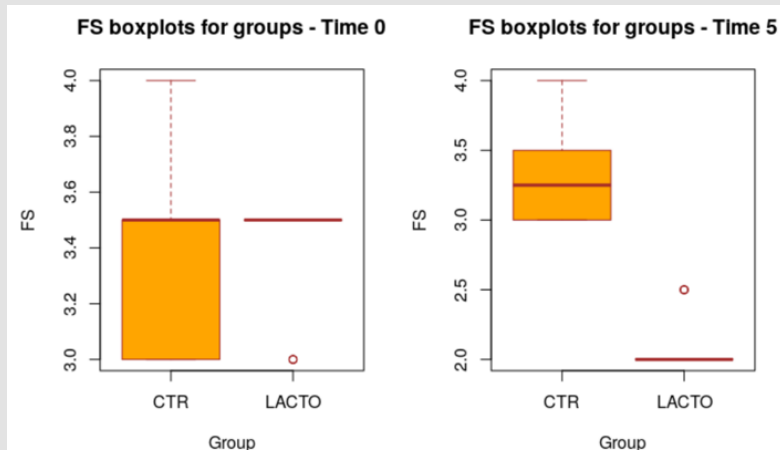 FS boxplots for groups - Time 0
FS
4.0
3.8
3.6
3.4
3.2
3.0
CTR LACTO
Group
FS boxplots for groups - Time 5
FS
4.0
3.5
3.0
2.5
2.0
CTR LACTO
Group